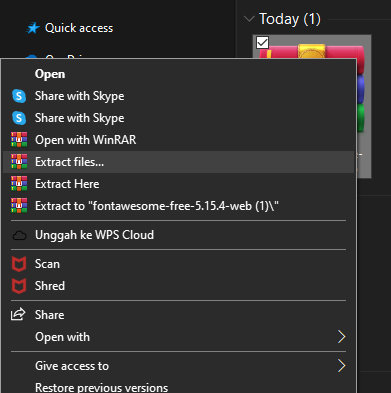 Quick access
Today (1)
Open
Share with Skype
Share with Skype
Open with WinRAR
Extract files...
Extract Here
Extract to "fontawesome-free-5.15.4-web (1)\"
Unggah ke WPS Cloud
Scan
Shred
Share
Open with
Give access to
Restore previous versions